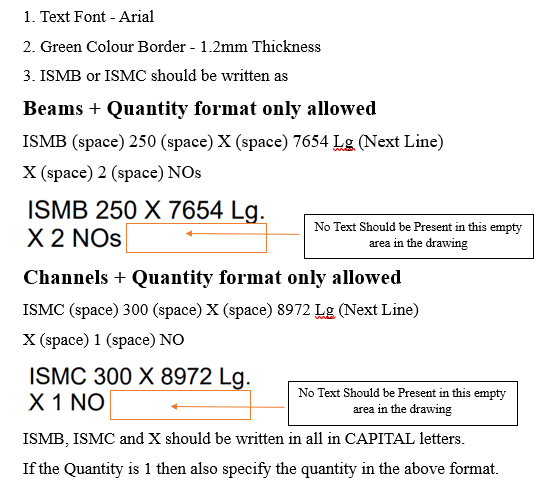 1. Text Font - Arial
2. Green Colour Border - 1.2mm Thickness
3. ISMB or ISMC should be written as
Beams + Quantity format only allowed
ISMB (space) 250 (space) X (space) 7654 Lg (Next Line)
X (space) 2 (space) NOs
ISMB 250 X 7654 Lg.
X 2 NOs
No Text Should be Present in this empty
area in the drawing
Channels + Quantity format only allowed
ISMC (space) 300 (space) X (space) 8972 Lg (Next Line)
X (space) 1 (space) NO
ISMC 300 X 8972 Lg.
X 1 NO
No Text Should be Present in this empty
area in the drawing
ISMB, ISMC and X should be written in all in CAPITAL letters.
If the Quantity is 1 then also specify the quantity in the above format.